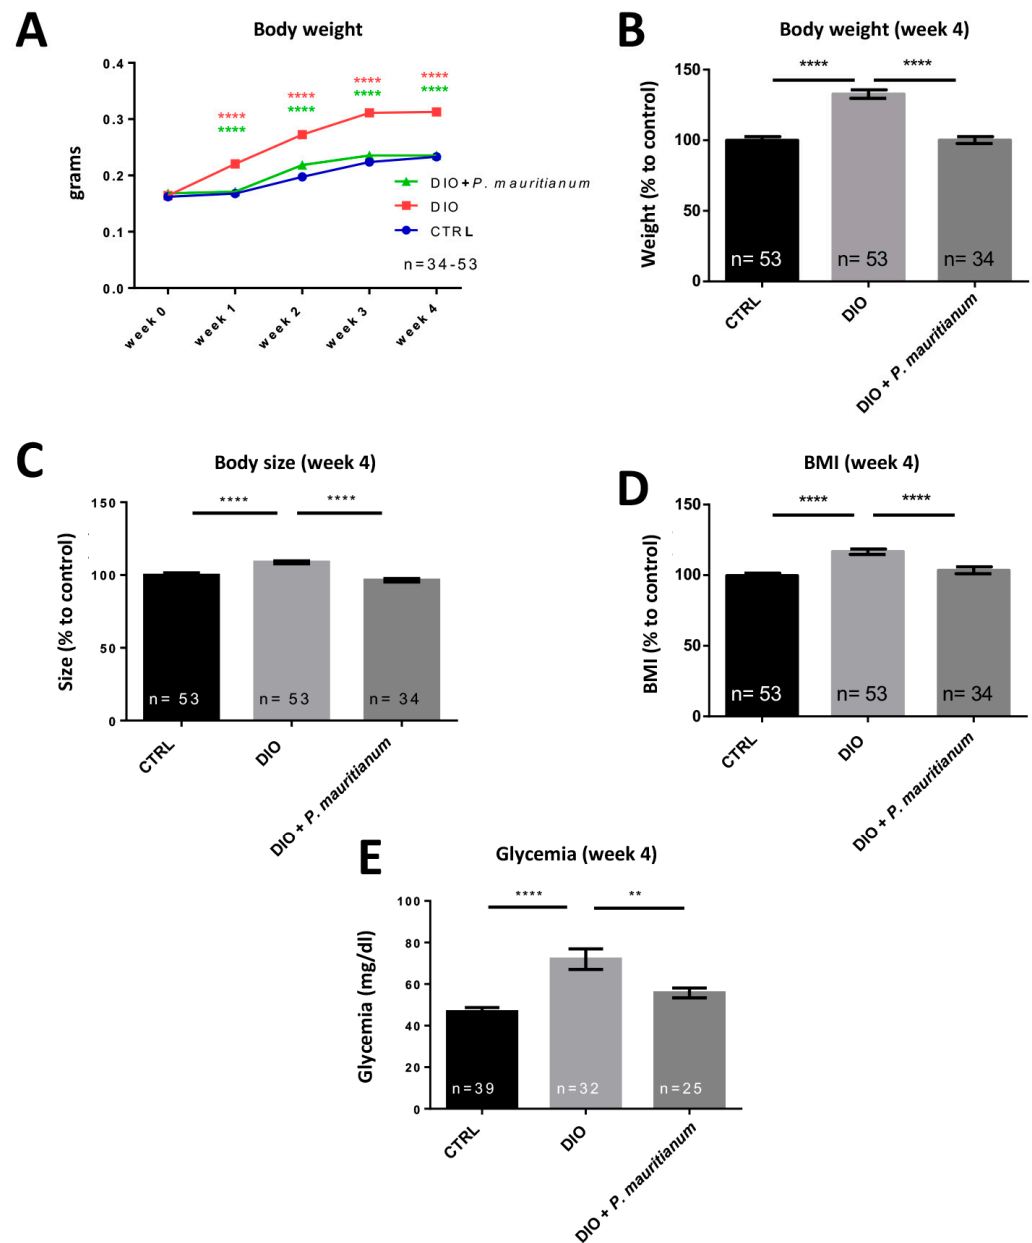 A
Body weight
0.4
0.3
0.2
0.1
0.0
grams
****
****
****
****
****
****
****
****
DIO+P. mauritianum
DIO
CTRL
n=34-53
week 0
week 1
week 2
week 3
week 4
B
Body weight (week 4)
150
100
50
0
Weight (% to control)
****
****
n= 53
n= 53
n= 34
CTRL
DIO
DIO + P. mauritianum
C
Body size (week 4)
150
100
50
0
Size (% to control)
****
****
n= 53
n= 53
n= 34
CTRL
DIO
DIO + P. mauritianum
D
BMI (week 4)
150
100
50
0
BMI (% to control)
****
****
n= 53
n= 53
n= 34
CTRL
DIO
DIO + P. mauritianum
E
Glycemia (week 4)
100
80
60
40
20
0
Glycemia (mg/dl)
****
**
n=39
n=32
n=25
CTRL
DIO
DIO + P. mauritianum